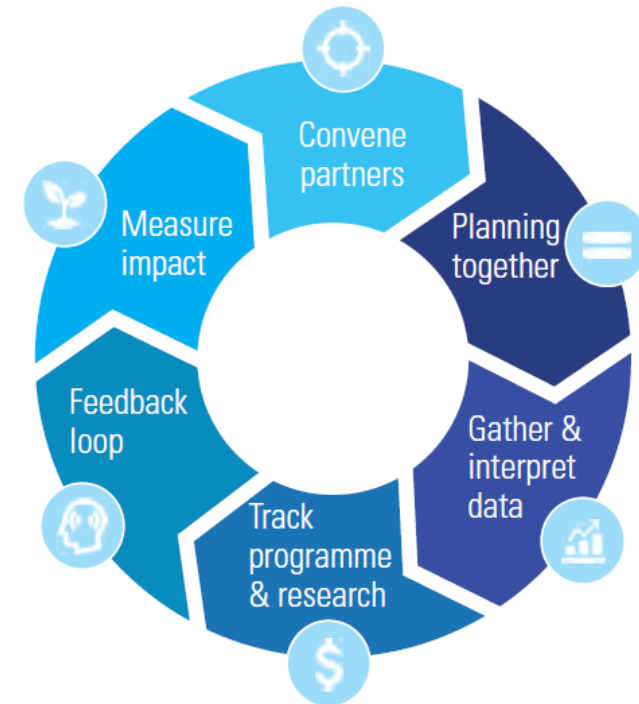 Convene
partners
Planning
together
Gather &
interpret
data
Track
programme
& research
Feedback
loop
Measure
impact
$